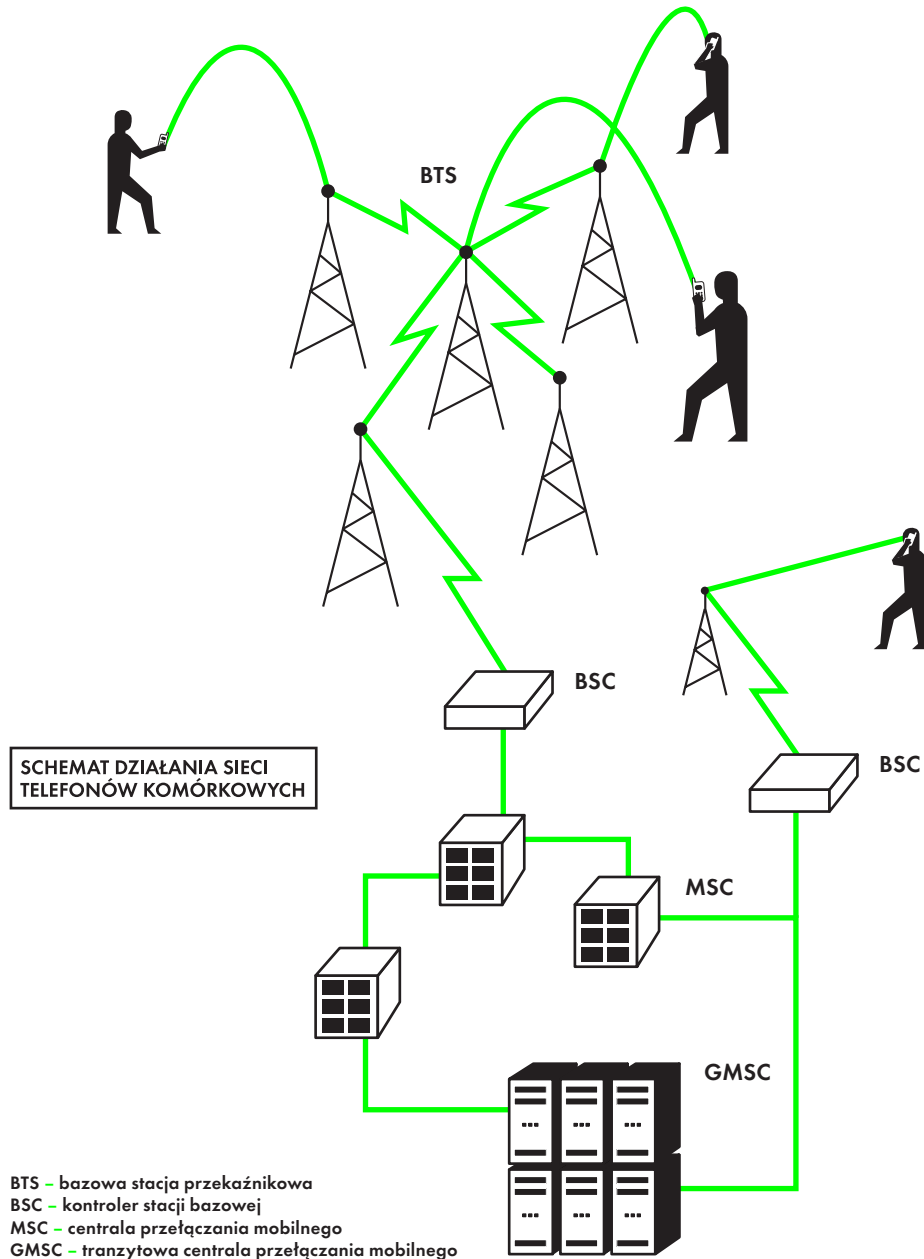 BTS
BSC
BSC
SCHEMAT DZIAŁANIA SIECI
TELEFONÓW KOMÓRKOWYCH
MSC
GMSC
BTS – bazowa stacja przekaźnikowa
BSC – kontroler stacji bazowej
MSC – centrala przełączania mobilnego
GMSC – tranzytowa centrala przełączania mobilnego